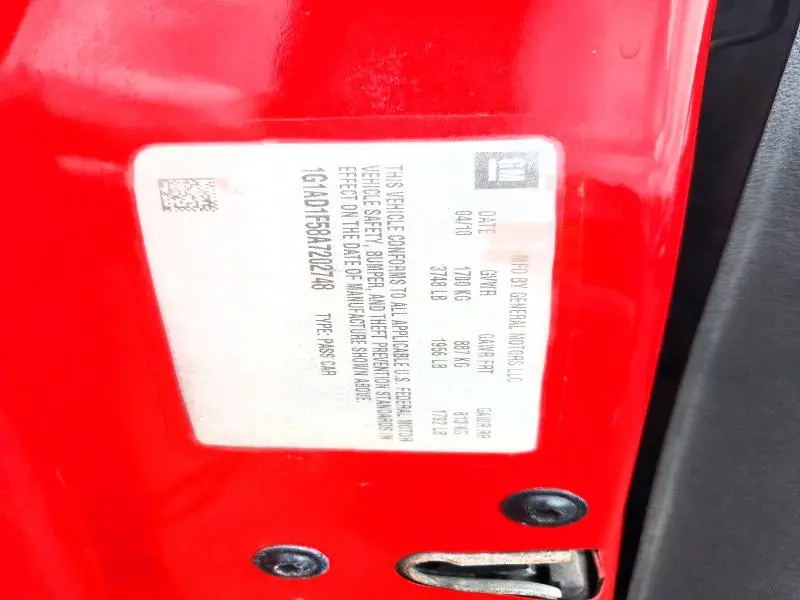 GM
MFD BY GENERAL MOTORS LLC
DATE GVWR GAWR FRT GAWR RR
04/10 1700 KG 887 KG 813 KG
3748 LB 1956 LB 1792 LB
THIS VEHICLE CONFORMS TO ALL APPLICABLE U.S. FEDERAL MOTOR
VEHICLE SAFETY, BUMPER, AND THEFT PREVENTION STANDARDS IN
EFFECT ON THE DATE OF MANUFACTURE SHOWN ABOVE.
1G1AD1F58A7202748 TYPE: PASS CAR